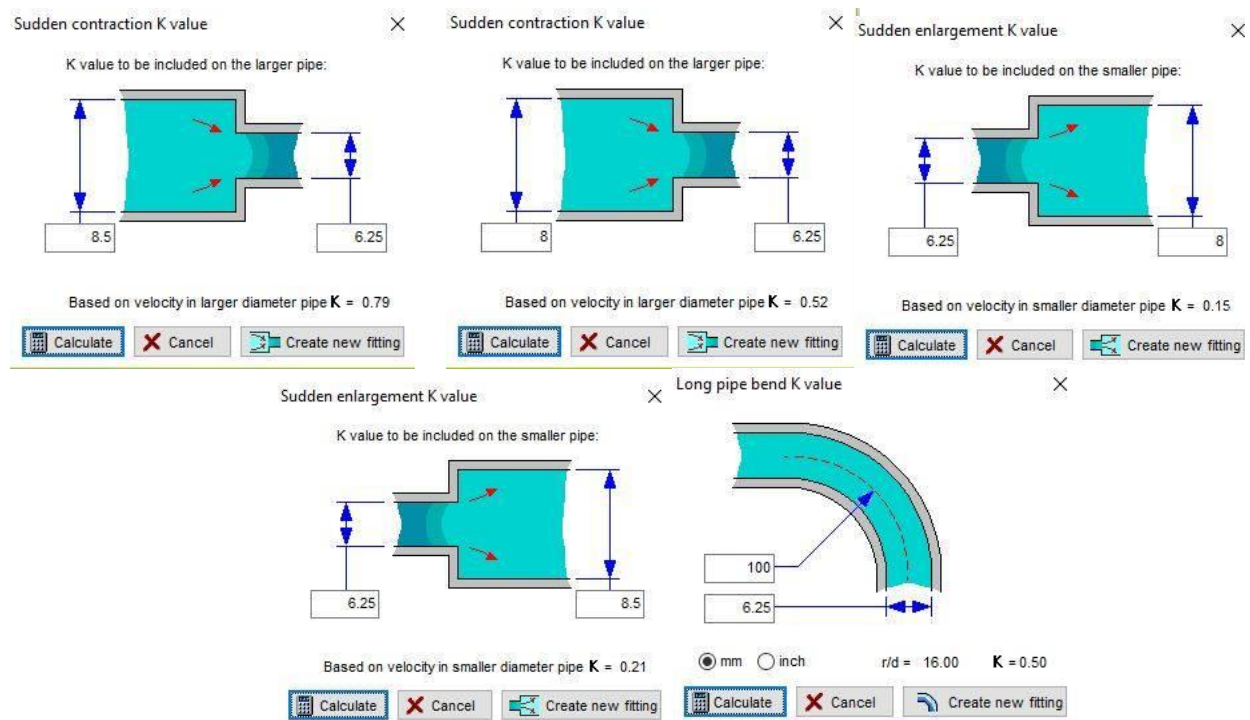 Sudden contraction K value
K value to be included on the larger pipe:
8.5
6.25
Based on velocity in larger diameter pipe K = 0.79
Calculate
Cancel
Create new fitting
Sudden contraction K value
K value to be included on the larger pipe:
8
6.25
Based on velocity in larger diameter pipe K = 0.52
Calculate
Cancel
Create new fitting
Sudden enlargement K value
K value to be included on the smaller pipe:
6.25
8
Based on velocity in smaller diameter pipe K = 0.15
Calculate
Cancel
Create new fitting
Sudden enlargement K value
K value to be included on the smaller pipe:
6.25
8.5
Based on velocity in smaller diameter pipe K = 0.21
Calculate
Cancel
Create new fitting
Long pipe bend K value
100
6.25
mm inch r/d = 16.00 K = 0.50
Calculate
Cancel
Create new fitting